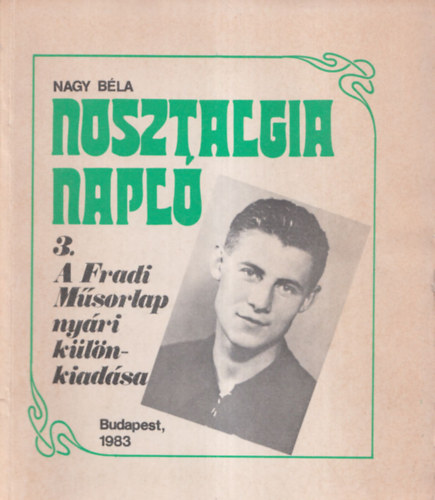 NAGY BÉLA
NOSZTALGIA
NAPLÓ
3.
A Fradi
Műsorlap
nyári
külön-
kiadása
Budapest,
1983